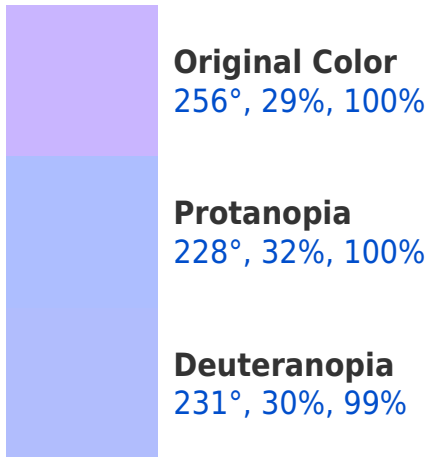 Original Color
256°, 29%, 100%
Protanopia
228°, 32%, 100%
Deuteranopia
231°, 30%, 99%